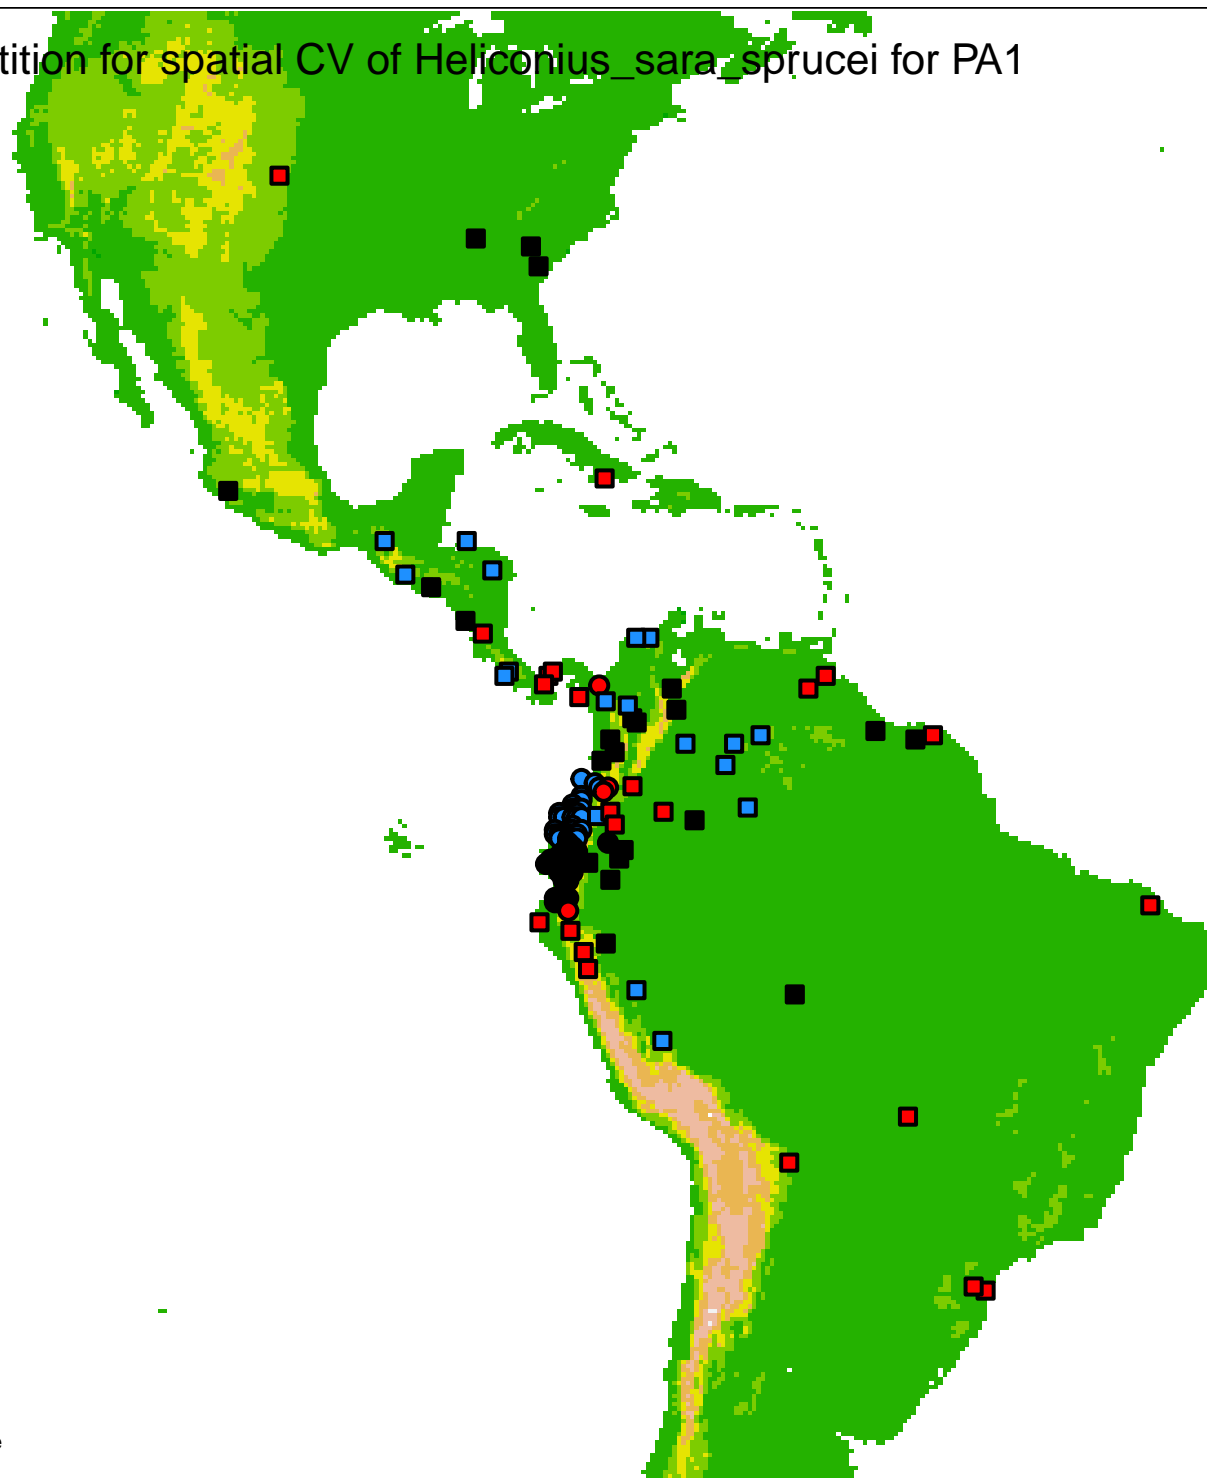 tition for spatial CV of Heliconius_sara_sprucei for PA1